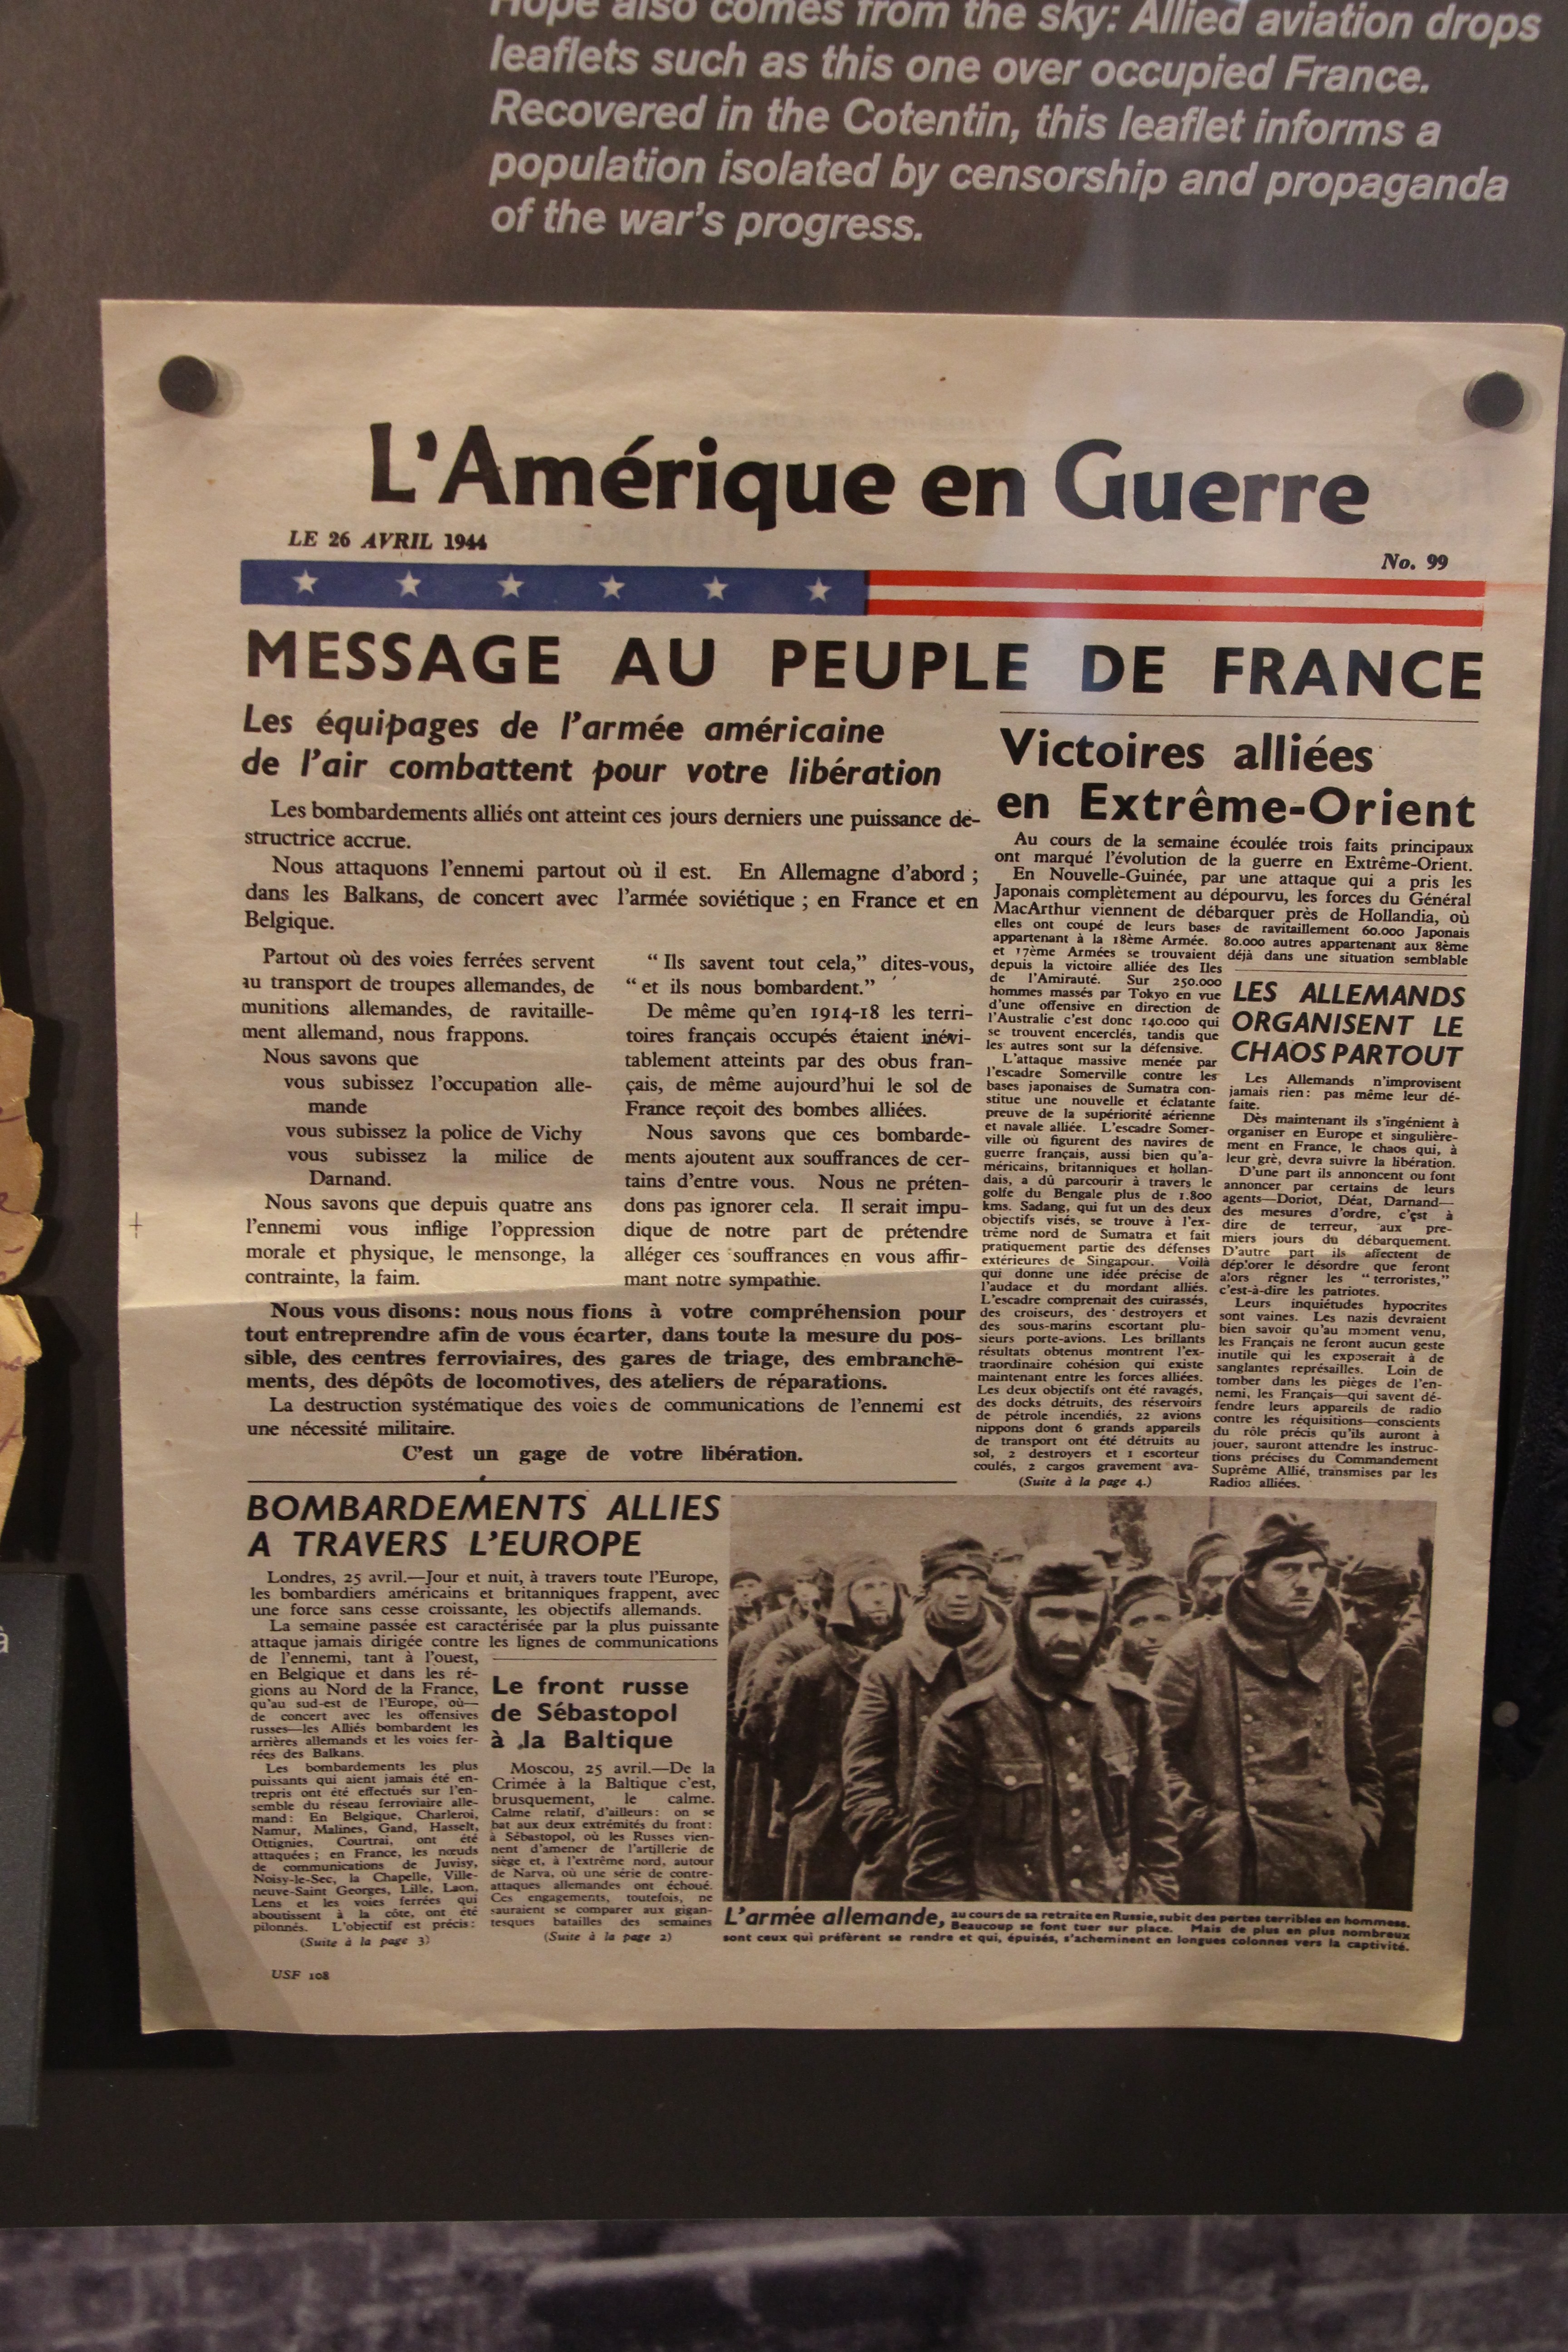 Hope also comes from the sky: Allied aviation drops
leaflets such as this one over occupied France.
Recovered in the Cotentin, this leaflet informs a
population isolated by censorship and propaganda
of the war's progress.
L'Amérique en Guerre
LE 26 AVRIL 1944
No. 99
MESSAGE AU PEUPLE DE FRANCE
Les équipages de l'armée américaine
de l'air combattent pour votre libération
Les bombardements alliés ont atteint ces jours derniers une puissance de-
structrice accrue.
Nous attaquons l'ennemi partout où il est. En Allemagne d'abord ;
dans les Balkans, de concert avec l'armée soviétique ; en France et en
Belgique.
Partout où des voies ferrées servent
au transport de troupes allemandes, de
munitions allemandes, de ravitaille-
ment allemand, nous frappons.
Nous savons que
vous subissez l'occupation alle-
mande
vous subissez la police de Vichy
vous subissez la milice de
Darnand.
Nous savons que depuis quatre ans
l'ennemi vous inflige l'oppression
morale et physique, le mensonge, la
contrainte, la faim.
“ Ils savent tout cela,” dites-vous,
“ et ils nous bombardent.”
De même qu'en 1914-18 les terri-
toires français occupés étaient inévi-
tablement atteints par des obus fran-
çais, de même aujourd'hui le sol de
France reçoit des bombes alliées.
Nous savons que ces bombarde-
ments ajoutent aux souffrances de cer-
tains d'entre vous. Nous ne préten-
dons pas ignorer cela. Il serait impu-
dique de notre part de prétendre
alléger ces souffrances en vous affir-
mant notre sympathie.
Nous vous disons: nous nous fions à votre compréhension pour
tout entreprendre afin de vous écarter, dans toute la mesure du pos-
sible, des centres ferroviaires, des gares de triage, des embranche-
ments, des dépôts de locomotives, des ateliers de réparations.
La destruction systématique des voies de communications de l'ennemi est
une nécessité militaire.
C'est un gage de votre libération.
Victoires alliées
en Extrême-Orient
Au cours de la semaine écoulée trois faits principaux
ont marqué l'évolution de la guerre en Extrême-Orient.
En Nouvelle-Guinée, par une attaque qui a pris les
Japonais complètement au dépourvu, les forces du Général
MacArthur viennent de débarquer près de Hollandia, où
elles ont coupé de leurs bases de ravitaillement 60.000 Japonais
appartenant à la 18ème Armée. 80.000 autres appartenant aux 8ème
et 17ème Armées se trouvaient déjà dans une situation semblable
depuis la victoire alliée des Iles
de l'Amirauté. Sur 250.000
hommes massés par Tokyo en vue
d'une offensive en direction de
l'Australie c'est donc 140.000 qui
se trouvent encerclés, tandis que
les autres sont sur la défensive.
L'attaque massive menée par
l'escadre Somerville contre les
bases japonaises de Sumatra con-
stitue une nouvelle et éclatante
preuve de la supériorité aérienne
et navale alliée. L'escadre Somer-
ville où figurent des navires de
guerre français, aussi bien qu'a-
méricains, britanniques et hollan-
dais, a dû parcourir à travers le
golfe du Bengale plus de 1.800
kms. Sadang, qui fut un des deux
objectifs visés, se trouve à l'ex-
trême nord de Sumatra et fait
pratiquement partie des défenses
extérieures de Singapour. Voilà
qui donne une idée précise de
l'audace et du mordant alliés.
L'escadre comprenait des cuirassés,
des croiseurs, des destroyers et
des sous-marins escortant plu-
sieurs porte-avions. Les brillants
résultats obtenus montrent l'ex-
traordinaire cohésion qui existe
maintenant entre les forces alliées.
Les deux objectifs ont été ravagés,
des docks détruits, des réservoirs
de pétrole incendiés, 22 avions
nippons dont 6 grands appareils
de transport ont été détruits au
sol, 2 destroyers et 1 escorteur
coulés, 2 cargos gravement ava-
(Suite à la page 4.)
LES ALLEMANDS
ORGANISENT LE
CHAOS PARTOUT
Les Allemands n'improvisent
jamais rien: pas même leur dé-
faite.
Dès maintenant ils s'ingénient à
organiser en Europe et singulière-
ment en France, le chaos qui, à
leur gré, devra suivre la libération.
D'une part ils annoncent ou font
annoncer par certains de leurs
agents—Doriot, Déat, Darnand—
des mesures d'ordre, c'est à
dire de terreur, aux pre-
miers jours du débarquement.
D'autre part ils affectent de
déplorer le désordre que feront
alors règner les “ terroristes,”
c'est-à-dire les patriotes.
Leurs inquiétudes hypocrites
sont vaines. Les nazis devraient
bien savoir qu'au moment venu,
les Français ne feront aucun geste
inutile qui les exposerait à de
sanglantes représailles. Loin de
tomber dans les pièges de l'en-
nemi, les Français—qui savent dé-
fendre leurs appareils de radio
contre les réquisitions—conscients
du rôle précis qu'ils auront à
jouer, sauront attendre les instruc-
tions précises du Commandement
Suprême Allié, transmises par les
Radios alliées.
BOMBARDEMENTS ALLIES
A TRAVERS L'EUROPE
Londres, 25 avril.—Jour et nuit, à travers toute l'Europe,
les bombardiers américains et britanniques frappent, avec
une force sans cesse croissante, les objectifs allemands.
La semaine passée est caractérisée par la plus puissante
attaque jamais dirigée contre les lignes de communications
de l'ennemi, tant à l'ouest,
en Belgique et dans les ré-
gions au Nord de la France,
qu'au sud-est de l'Europe, où—
de concert avec les offensives
russes—les Alliés bombardent les
arrières allemands et les voies fer-
rées des Balkans.
Les bombardements les plus
puissants qui aient jamais été en-
trepris ont été effectués sur l'en-
semble du réseau ferroviaire alle-
mand: En Belgique, Charleroi,
Namur, Malines, Gand, Hasselt,
Ottignies, Courtrai, ont été
attaquées ; en France, les nœuds
de communications de Juvisy,
Noisy-le-Sec, la Chapelle, Ville-
neuve-Saint Georges, Lille, Laon,
Lens et les voies ferrées qui
aboutissent à la côte, ont été
pilonnés. L'objectif est précis:
(Suite à la page 3)
Le front russe
de Sébastopol
à la Baltique
Moscou, 25 avril.—De la
Crimée à la Baltique c'est,
brusquement, le calme.
Calme relatif, d'ailleurs: on se
bat aux deux extrémités du front:
à Sébastopol, où les Russes vien-
nent d'amener de l'artillerie de
siège et, à l'extrême nord, autour
de Narva, où une série de contre-
attaques allemandes ont échoué.
Ces engagements, toutefois, ne
sauraient se comparer aux gigan-
tesques batailles des semaines
(Suite à la page 2)
L'armée allemande, au cours de sa retraite en Russie, subit des pertes terribles en hommess.
Beaucoup se font tuer sur place. Mais de plus en plus nombreux
sont ceux qui préfèrent se rendre et qui, épuisés, s'acheminent en longues colonnes vers la captivité.
USF 108
à